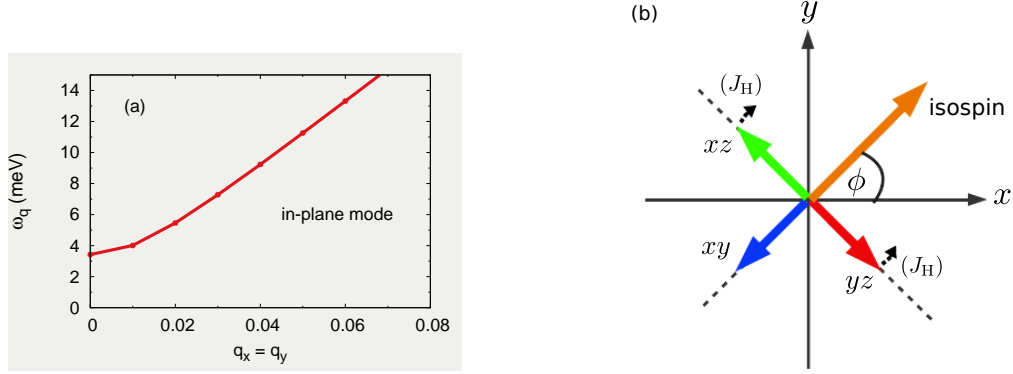 (a)
in-plane mode
ω_q (meV)
14
12
10
8
6
4
2
0
0
0.02
0.04
0.06
0.08
q_x = q_y
(b)
y
(J_H)
isospin
xz
ϕ
x
xy
yz
(J_H)